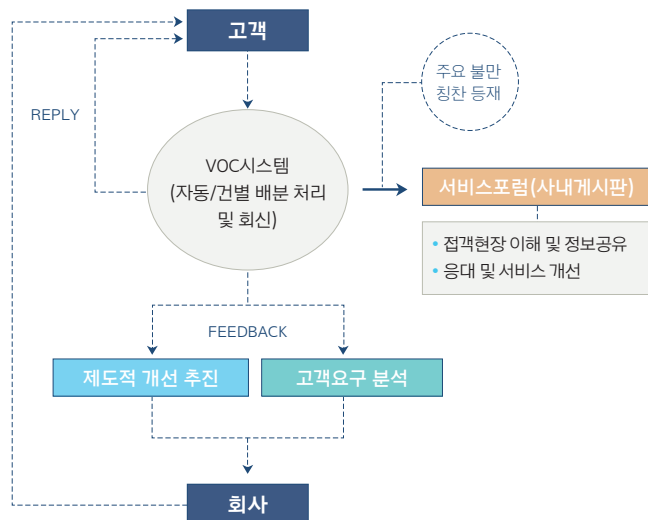 고객
주요 불만
칭찬 등재
REPLY
VOC시스템
(자동/건별 배분 처리
및 회신)
서비스포럼(사내게시판)
• 접객현장 이해 및 정보공유
• 응대 및 서비스 개선
FEEDBACK
제도적 개선 추진
고객요구 분석
회사